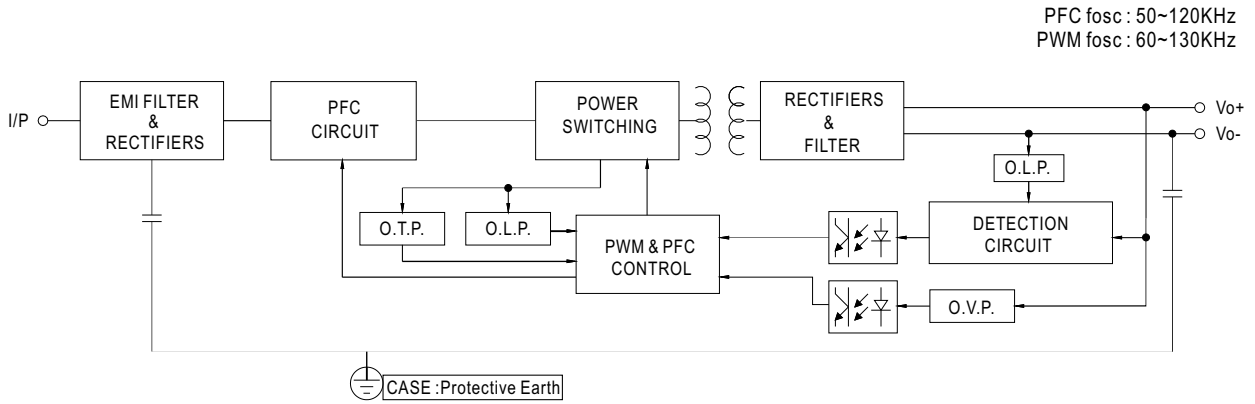 PFC fosc : 50~120KHz
PWM fosc : 60~130KHz
I/P
EMI FILTER
&
RECTIFIERS
PFC
CIRCUIT
POWER
SWITCHING
RECTIFIERS
&
FILTER
Vo+
Vo-
O.L.P.
O.T.P.
O.L.P.
PWM & PFC
CONTROL
DETECTION
CIRCUIT
O.V.P.
CASE :Protective Earth